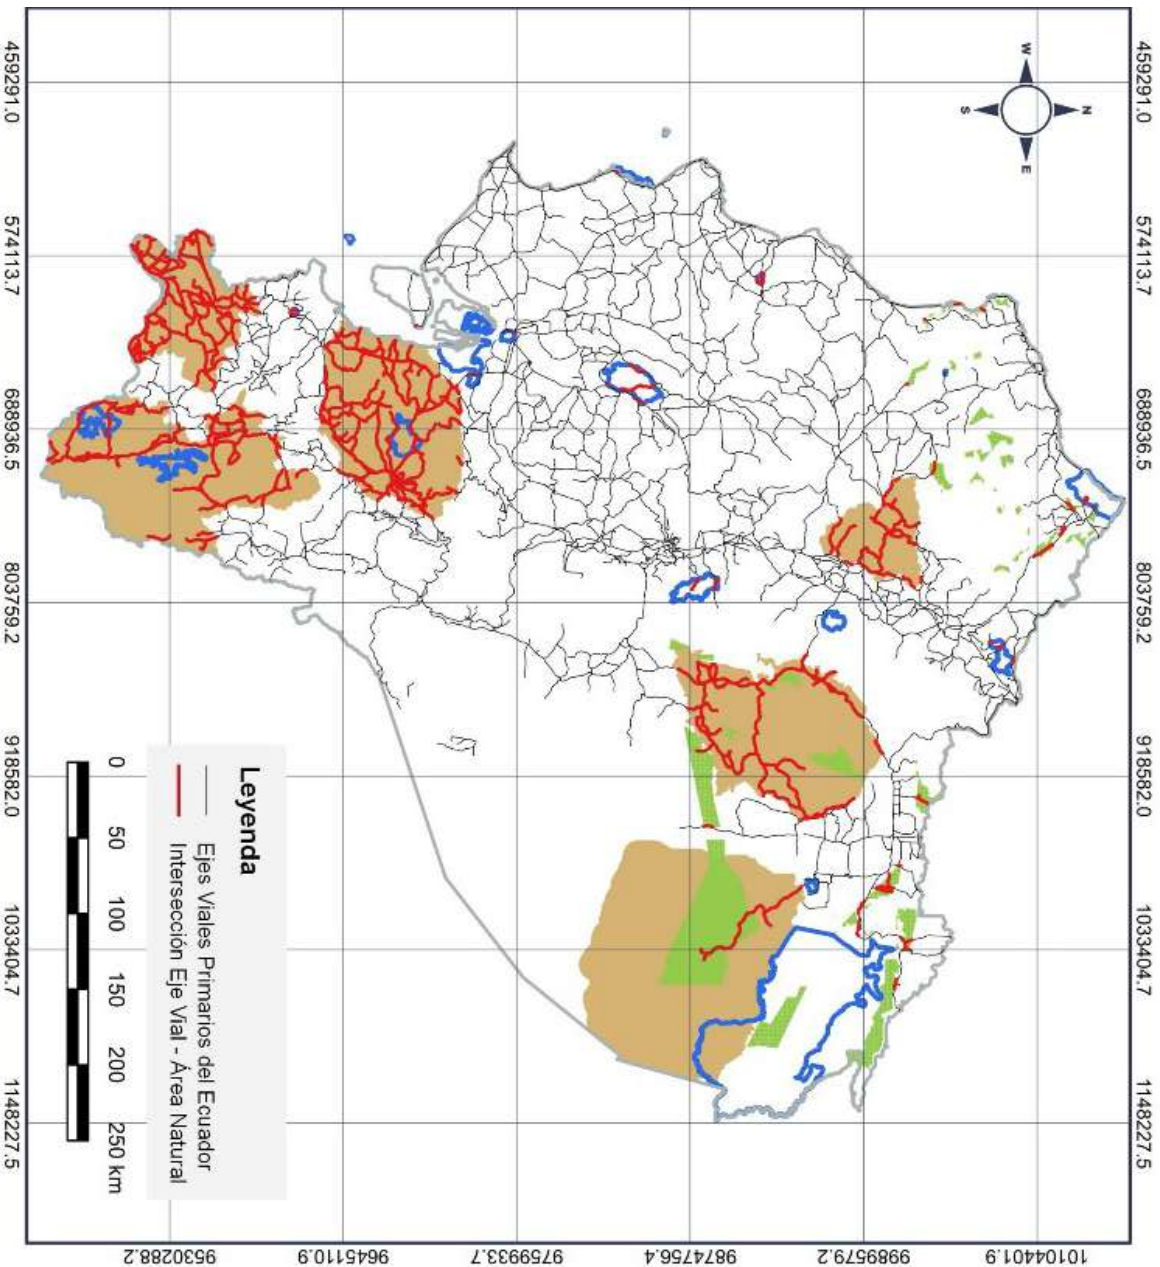 459291.0
574113.7
688936.5
803759.2
918582.0
1033404.7
1148227.5
N
W
E
S
10104401.9
9989579.2
9874756.4
9759933.7
9645110.9
9530288.2
Leyenda
Ejes Viales Primarios del Ecuador
Intersección Eje Vial - Área Natural
0 50 100 150 200 250 km
459291.0
574113.7
688936.5
803759.2
918582.0
1033404.7
1148227.5